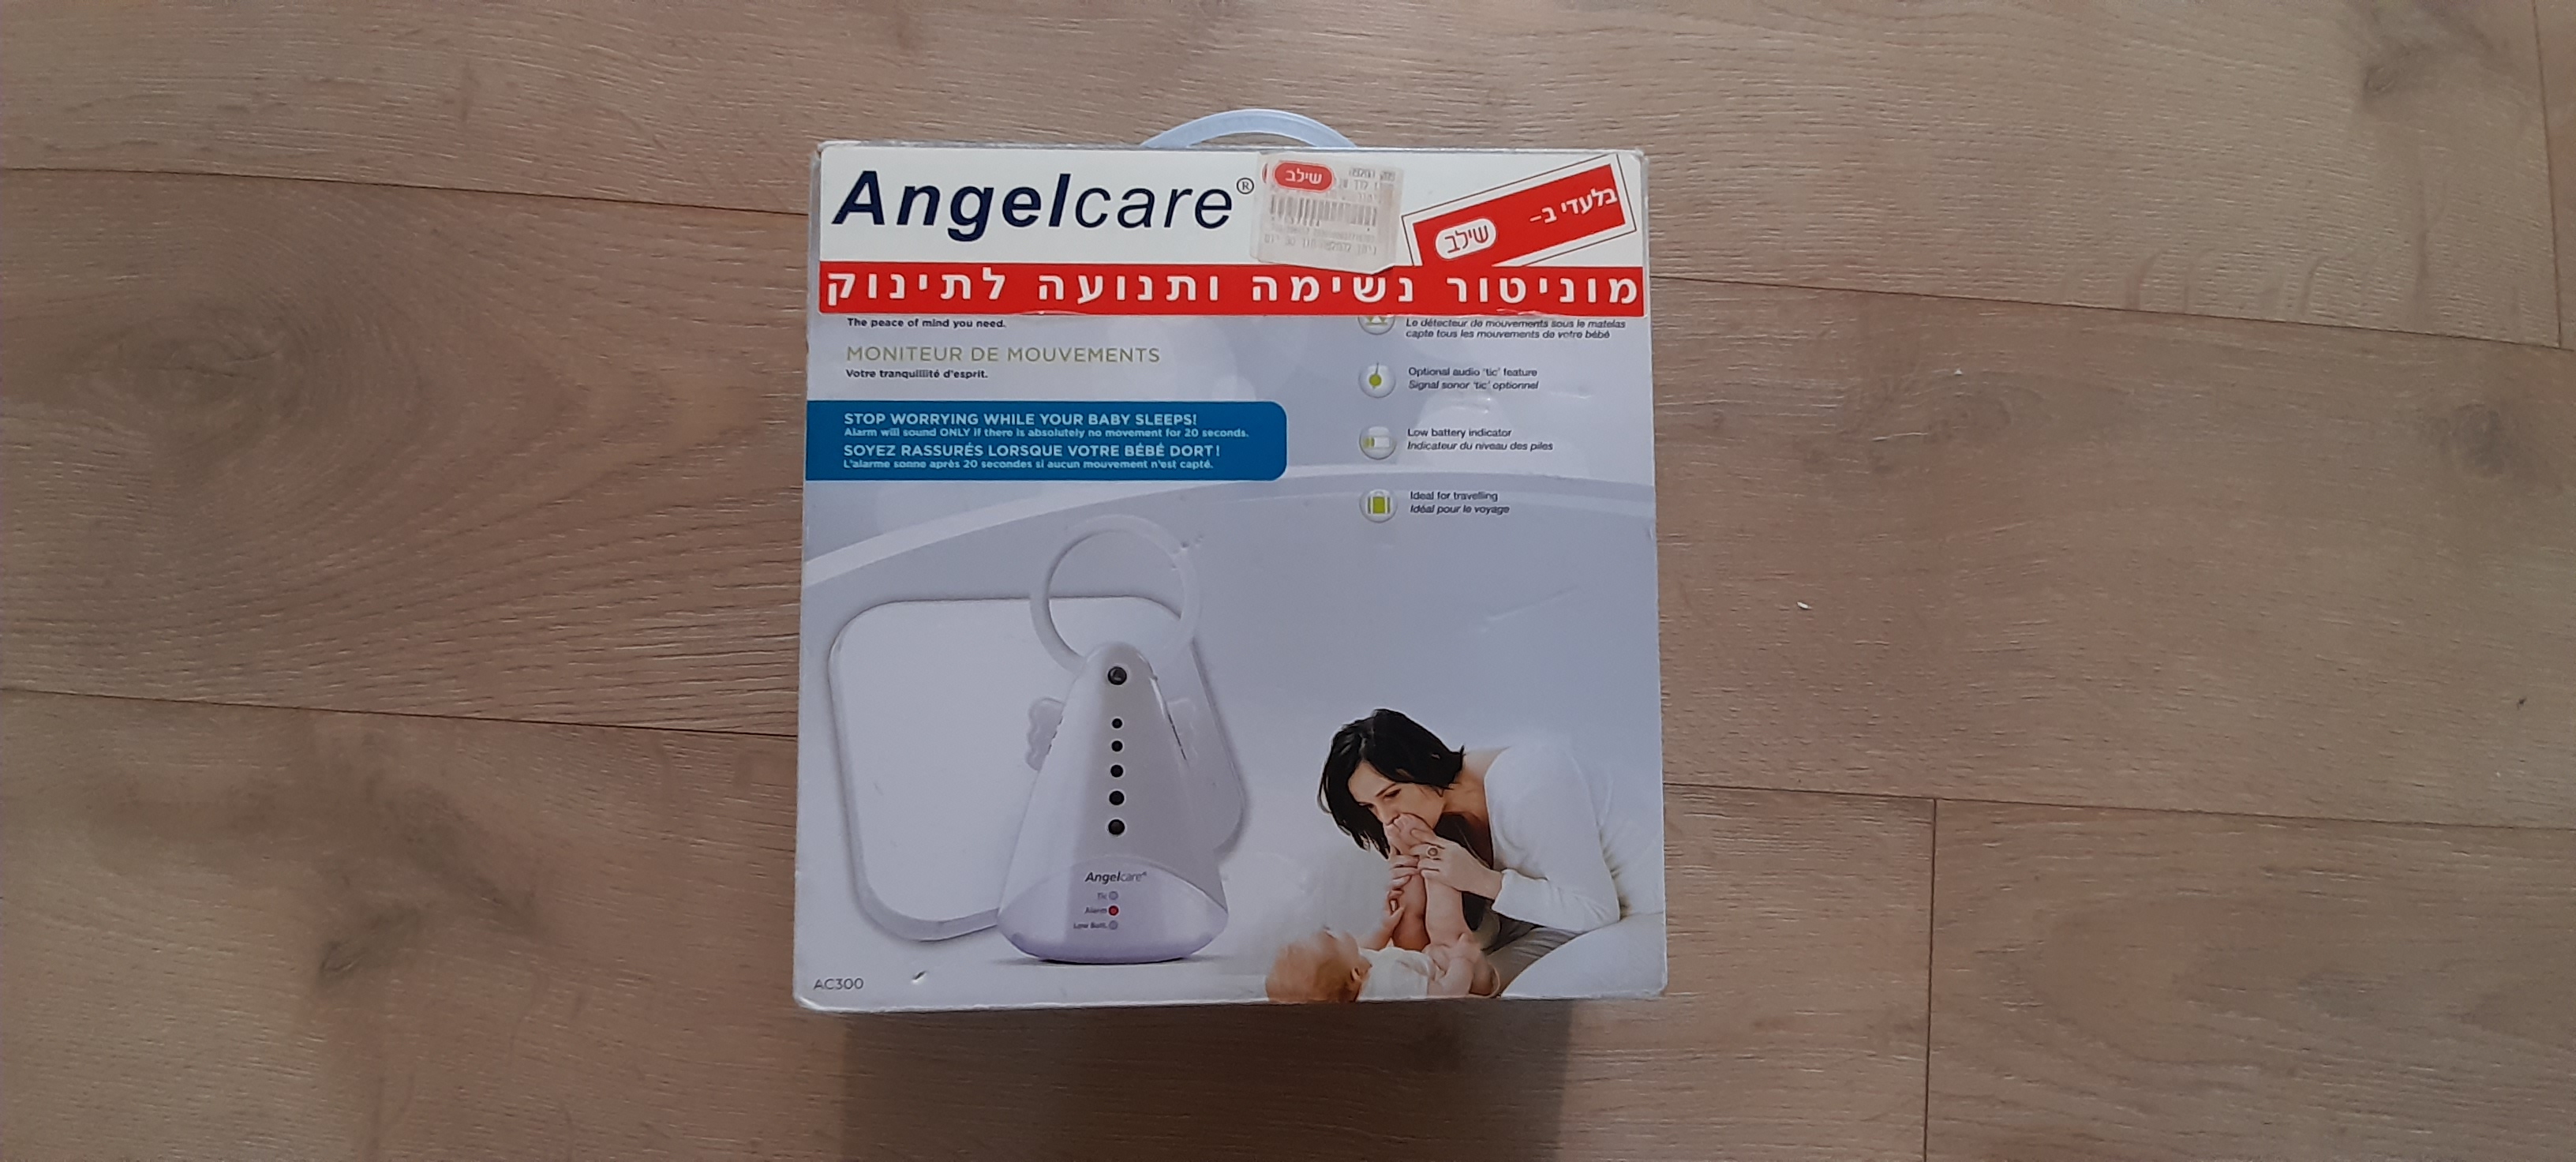 Angelcare®
שילב
בלעדי ב-
שילב
מוניטור נשימה ותנועה לתינוק
The peace of mind you need.
MONITEUR DE MOUVEMENTS
Votre tranquillité d'esprit.
STOP WORRYING WHILE YOUR BABY SLEEPS!
Alarm will sound ONLY if there is absolutely no movement for 20 seconds.
SOYEZ RASSURÉS LORSQUE VOTRE BÉBÉ DORT!
L'alarme sonne après 20 secondes si aucun mouvement n'est capté.
Le détecteur de mouvements sous le matelas
capte tous les mouvements de votre bébé
Optional audio 'tic' feature
Signal sonor 'tic' optionnel
Low battery indicator
Indicateur du niveau des piles
Ideal for travelling
Idéal pour le voyage
Angelcare®
Tic
Alarm
Low Batt.
AC300